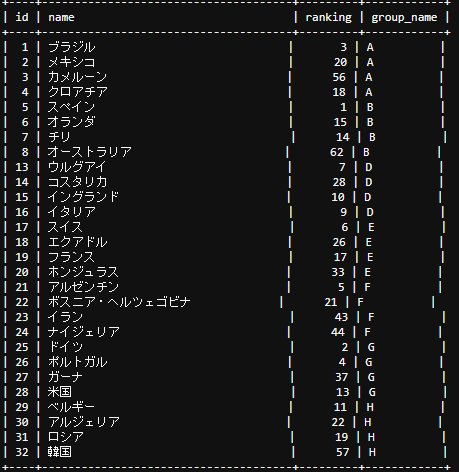 +----+------------------------------------+---------+------------+
| id | name | ranking | group_name |
+----+------------------------------------+---------+------------+
| 1 | ブラジル | 3 | A |
| 2 | メキシコ | 20 | A |
| 3 | カメルーン | 56 | A |
| 4 | クロアチア | 18 | A |
| 5 | スペイン | 1 | B |
| 6 | オランダ | 15 | B |
| 7 | チリ | 14 | B |
| 8 | オーストラリア | 62 | B |
| 13 | ウルグアイ | 7 | D |
| 14 | コスタリカ | 28 | D |
| 15 | イングランド | 10 | D |
| 16 | イタリア | 9 | D |
| 17 | スイス | 6 | E |
| 18 | エクアドル | 26 | E |
| 19 | フランス | 17 | E |
| 20 | ホンジュラス | 33 | E |
| 21 | アルゼンチン | 5 | F |
| 22 | ボスニア・ヘルツェゴビナ | 21 | F |
| 23 | イラン | 43 | F |
| 24 | ナイジェリア | 44 | F |
| 25 | ドイツ | 2 | G |
| 26 | ポルトガル | 4 | G |
| 27 | ガーナ | 37 | G |
| 28 | 米国 | 13 | G |
| 29 | ベルギー | 11 | H |
| 30 | アルジェリア | 22 | H |
| 31 | ロシア | 19 | H |
| 32 | 韓国 | 57 | H |
+----+------------------------------------+---------+------------+